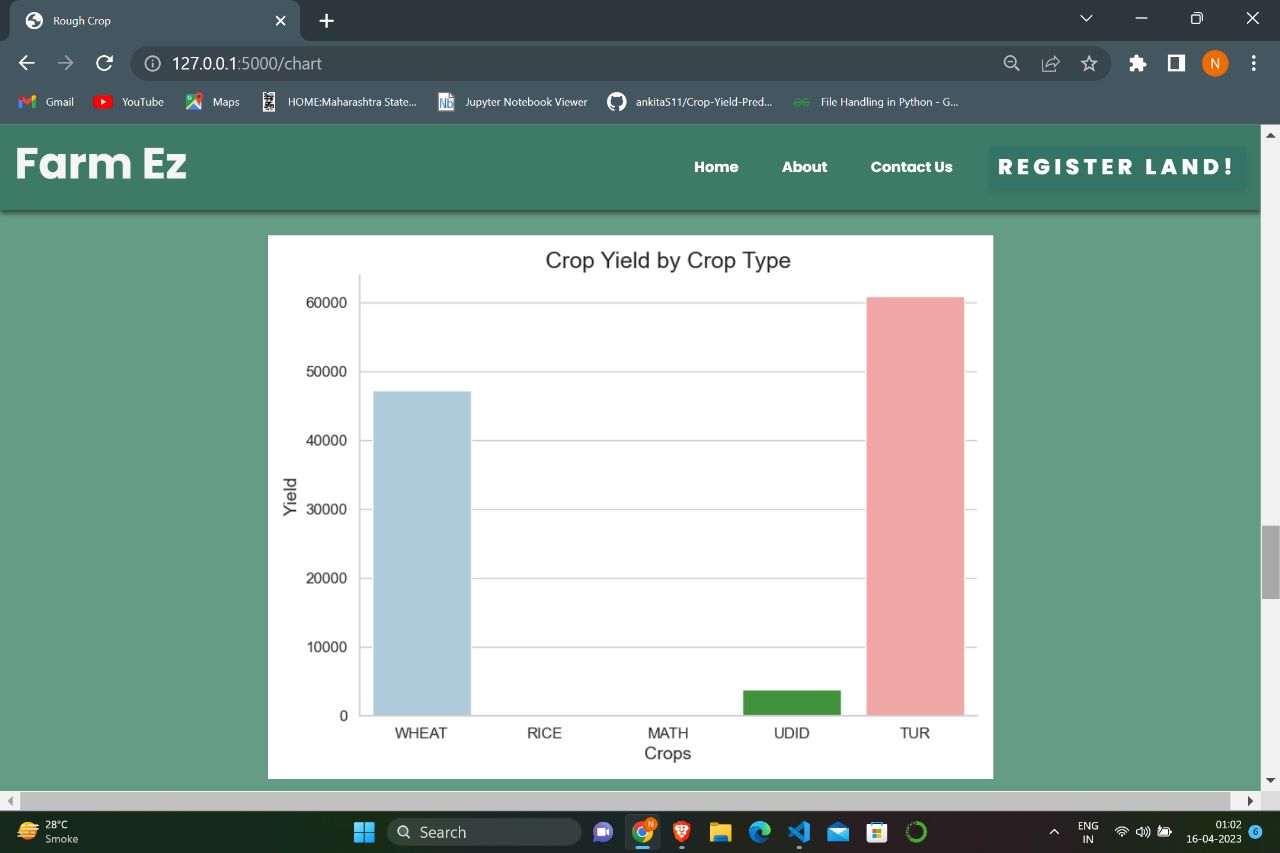 Rough Crop
127.0.0.1:5000/chart
N
Gmail YouTube Maps HOME:Maharashtra State... Jupyter Notebook Viewer ankitaS11/Crop-Yield-Pred... File Handling in Python - G...
Farm Ez Home About Contact Us REGISTER LAND!
Crop Yield by Crop Type
60000
50000
40000
30000
20000
10000
0
Yield
WHEAT RICE MATH UDID TUR
Crops
28°C
Smoke
Search
ENG
IN
01:02
16-04-2023
6